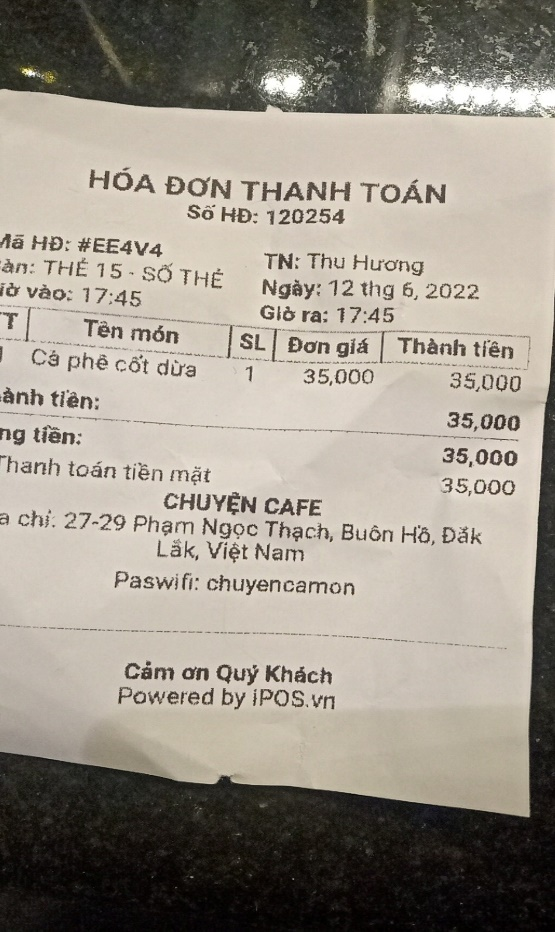 HÓA ĐƠN THANH TOÁN
Số HĐ: 120254
Mã HĐ: #EE4V4
TN: Thu Hương
àn: THẺ 15 - SỐ THẺ
Ngày: 12 thg 6, 2022
iờ vào: 17:45
Giờ ra: 17:45
T Tên món SL Đơn giá Thành tiền
Cà phê cốt dừa 1 35,000 35,000
ành tiền: 35,000
ng tiền: 35,000
Thanh toán tiền mặt 35,000
CHUYỆN CAFE
a chỉ: 27-29 Phạm Ngọc Thạch, Buôn Hồ, Đắk
Lắk, Việt Nam
Paswifi: chuyencamon
Cảm ơn Quý Khách
Powered by iPOS.vn